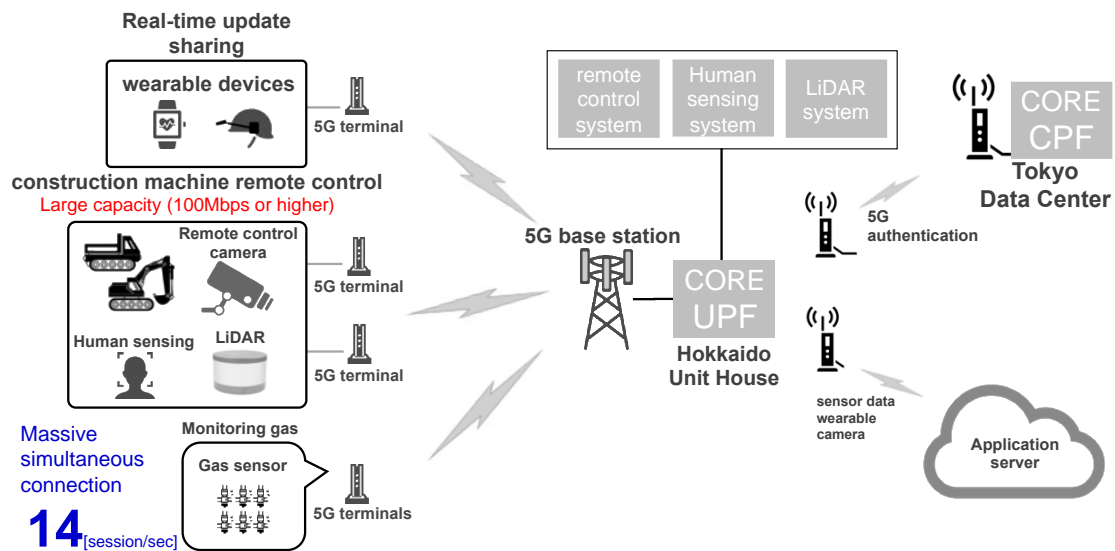 Real-time update
sharing
wearable devices
5G terminal
construction machine remote control
Large capacity (100Mbps or higher)
Remote control
camera
5G terminal
Human sensing
LiDAR
5G terminal
Massive
simultaneous
connection
14[session/sec]
Monitoring gas
Gas sensor
5G terminals
5G base station
remote
control
system
Human
sensing
system
LiDAR
system
CORE
UPF
Hokkaido
Unit House
CORE
CPF
Tokyo
Data Center
5G
authentication
sensor data
wearable
camera
Application
server